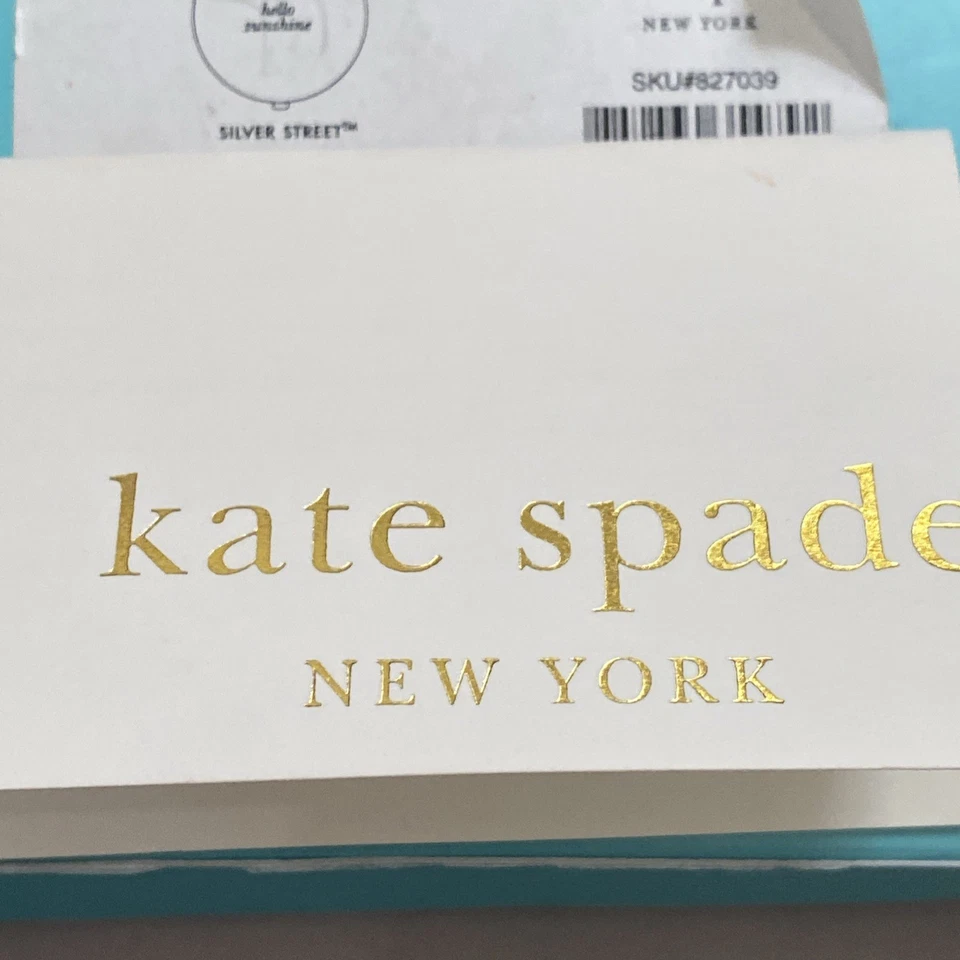 hello
sunshine
NEW YORK
SKU#827039
SILVER STREET™
kate spade
NEW YORK